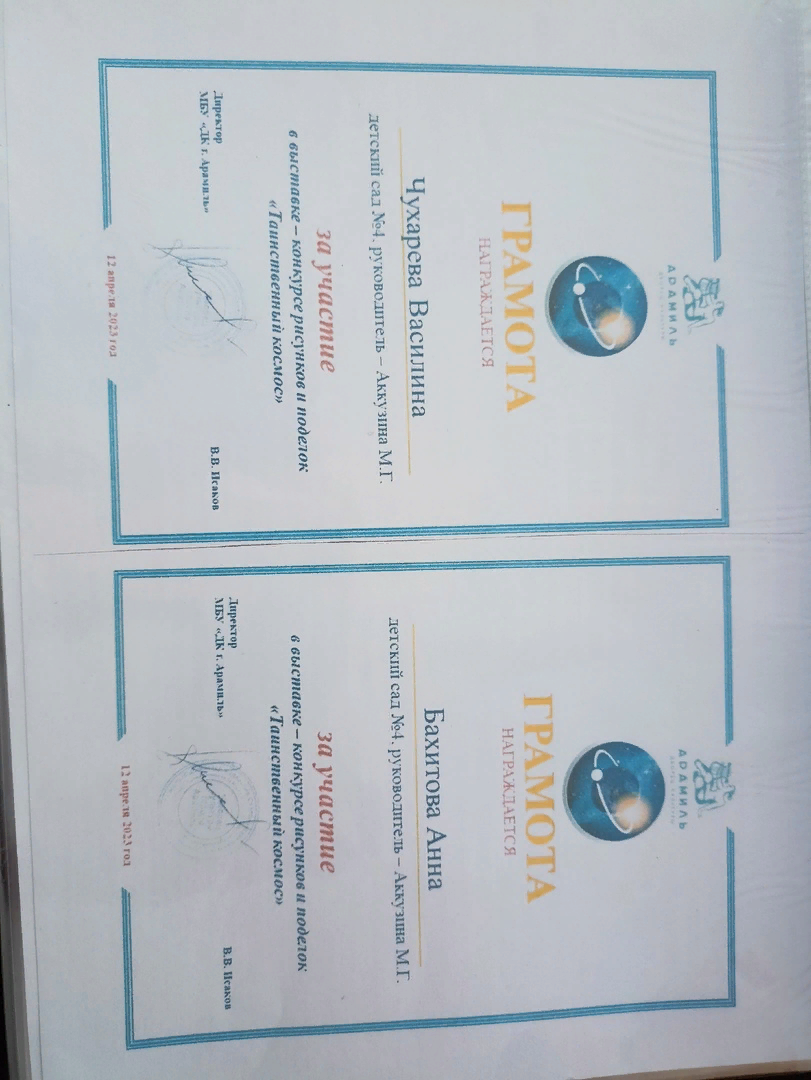 АРАМИЛЬ
ГРАМОТА
НАГРАЖДАЕТСЯ
Чухарева Василина
детский сад №4, руководитель – Аккузина М.Г.
за участие
в выставке – конкурсе рисунков и поделок
«Таинственный космос»
Директор
МБУ «ДК г. Арамиль»
В.В. Исаков
12 апреля 2023 год
АРАМИЛЬ
ГРАМОТА
НАГРАЖДАЕТСЯ
Бахитова Анна
детский сад №4, руководитель – Аккузина М.Г.
за участие
в выставке – конкурсе рисунков и поделок
«Таинственный космос»
Директор
МБУ «ДК г. Арамиль»
В.В. Исаков
12 апреля 2023 год